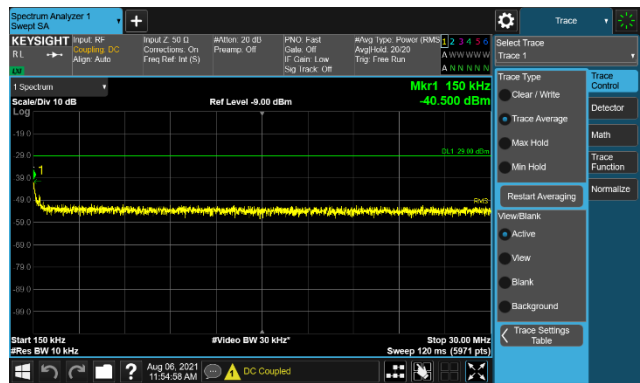 Spectrum Analyzer 1
Swept SA
Trace
KEYSIGHT
RL
Input: RF
Coupling: DC
Align: Auto
Input Z: 50 Ω
Corrections: On
Freq Ref: Int (S)
#Atten: 20 dB
Preamp: Off
PNO: Fast
Gate: Off
IF Gain: Low
Sig Track: Off
#Avg Type: Power (RMS
Avg|Hold: 20/20
Trig: Free Run
1 2 3 4 5 6
A W W W W W
A N N N N N
LW
1 Spectrum
Scale/Div 10 dB
Log
Ref Level -9.00 dBm
Mkr1 150 kHz
-40.500 dBm
-19.0
-29.0
-39.0
-49.0
-59.0
-69.0
-79.0
-89.0
-99.0
DL1 -29.00 dBm
1
RMS
Start 150 kHz
#Res BW 10 kHz
#Video BW 30 kHz*
Stop 30.00 MHz
Sweep 120 ms (5971 pts)
Select Trace
Trace 1
Trace Type
Clear / Write
Trace Average
Max Hold
Min Hold
Restart Averaging
View/Blank
Active
View
Blank
Background
Trace Settings
Table
Trace
Control
Detector
Math
Trace
Function
Normalize
?
Aug 06, 2021
11:54:58 AM
DC Coupled